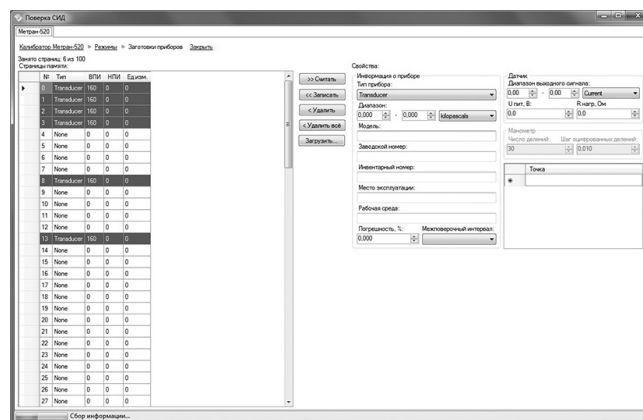 Поверка СИД
Метран-520
Калибратор Метран-520 » Режимы » Заготовки приборов Закрыть
Занято страниц: 6 из 100
Страницы памяти:
№ Тип ВПИ НПИ Ед.изм.
0 Transducer 160 0 0
1 Transducer 160 0 0
2 Transducer 160 0 0
3 Transducer 160 0 0
4 None 0 0 0
5 None 0 0 0
6 None 0 0 0
7 None 0 0 0
8 Transducer 160 0 0
9 None 0 0 0
10 None 0 0 0
11 None 0 0 0
12 None 0 0 0
13 Transducer 160 0 0
14 None 0 0 0
15 None 0 0 0
16 None 0 0 0
17 None 0 0 0
18 None 0 0 0
19 None 0 0 0
20 None 0 0 0
21 None 0 0 0
22 None 0 0 0
23 None 0 0 0
24 None 0 0 0
25 None 0 0 0
26 None 0 0 0
27 None 0 0 0
>> Считать
<< Записать
< Удалить
< Удалить всё
Загрузить...
Свойства:
Информация о приборе
Тип прибора:
Transducer
Диапазон:
0,000 - 0,000 kilopascals
Модель:
Заводской номер:
Инвентарный номер:
Место эксплуатации:
Рабочая среда:
Погрешность, %: Межповерочный интервал:
0,000
Датчик
Диапазон выходного сигнала:
0,00 - 0,00 Current
U пит, В: R нагр, Ом
0.0 0,0
Манометр
Число делений: Шаг оцифрованных делений:
30 0,010
Точка
Сбор информации...